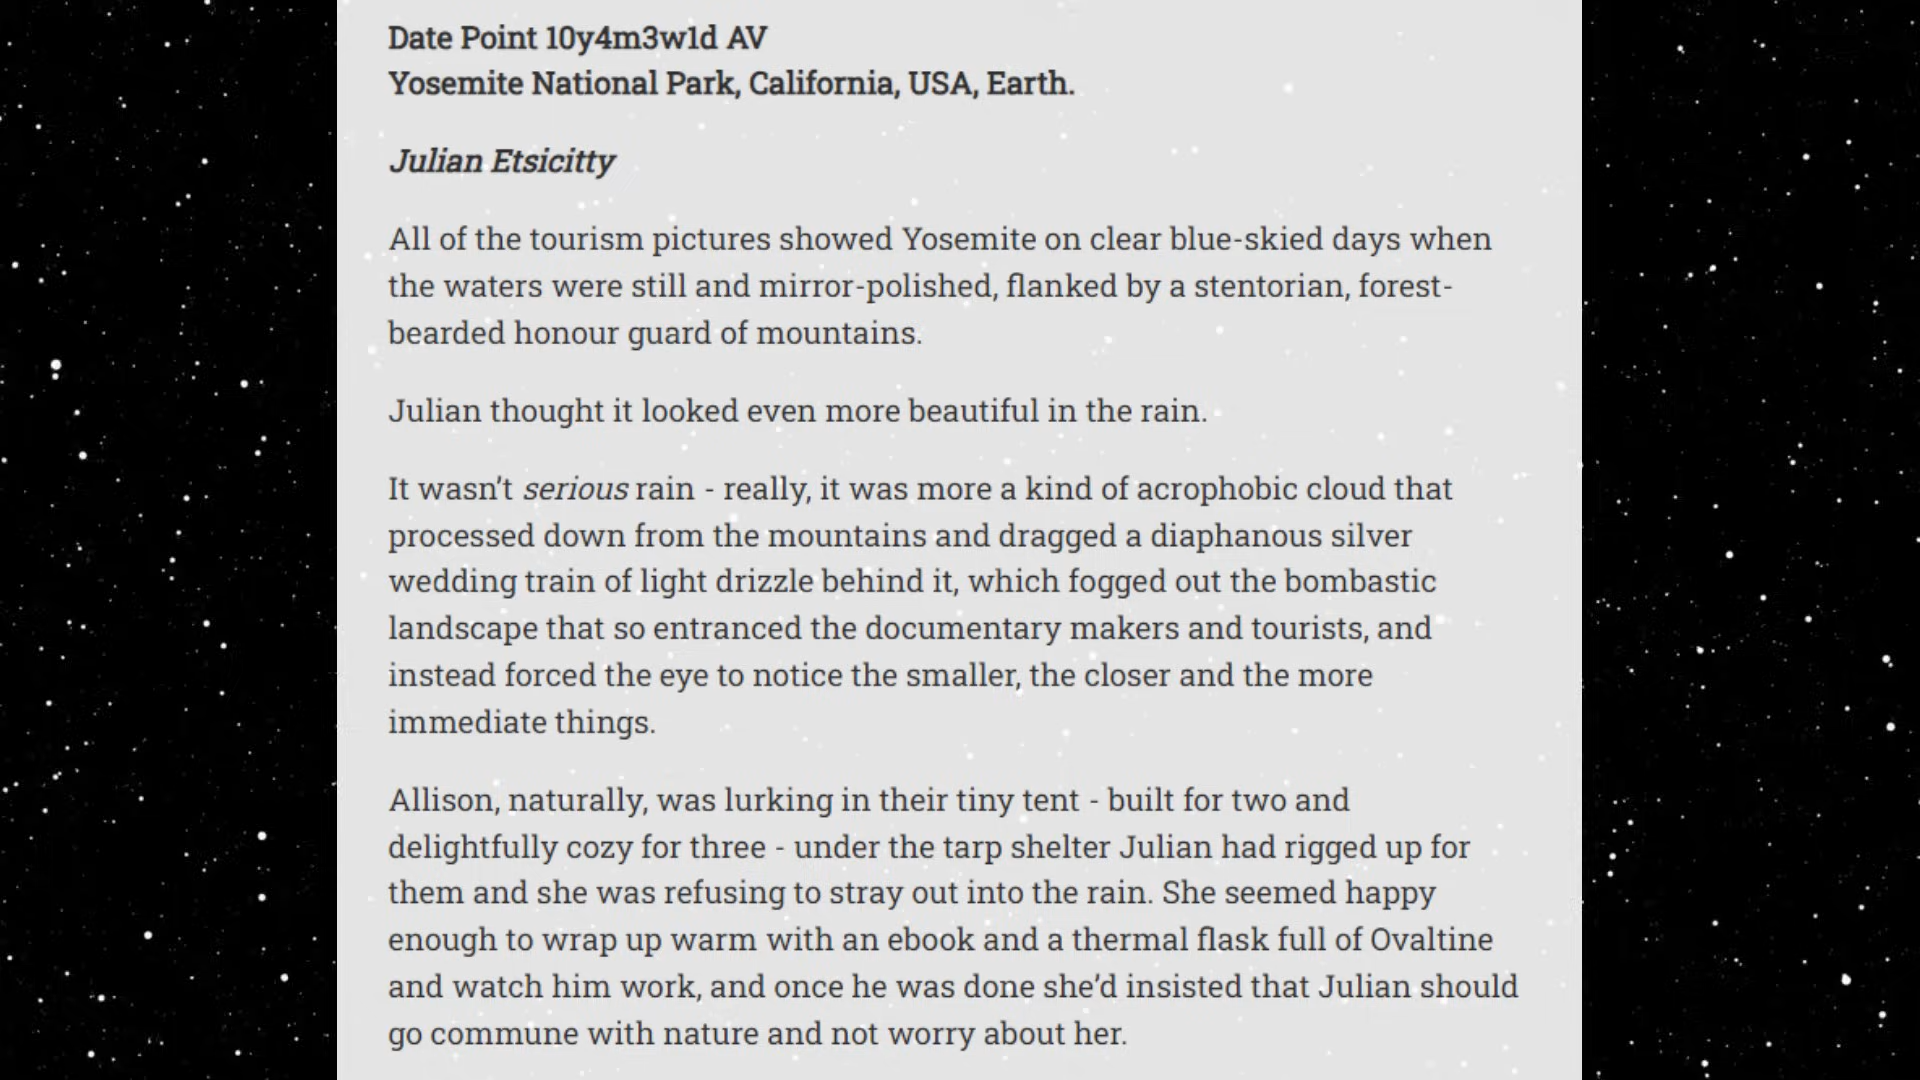 Date Point 10y4m3w1d AV
Yosemite National Park, California, USA, Earth.
Julian Etsicitty
All of the tourism pictures showed Yosemite on clear blue-skied days when
the waters were still and mirror-polished, flanked by a stentorian, forest-
bearded honour guard of mountains.
Julian thought it looked even more beautiful in the rain.
It wasn’t serious rain - really, it was more a kind of acrophobic cloud that
processed down from the mountains and dragged a diaphanous silver
wedding train of light drizzle behind it, which fogged out the bombastic
landscape that so entranced the documentary makers and tourists, and
instead forced the eye to notice the smaller, the closer and the more
immediate things.
Allison, naturally, was lurking in their tiny tent - built for two and
delightfully cozy for three - under the tarp shelter Julian had rigged up for
them and she was refusing to stray out into the rain. She seemed happy
enough to wrap up warm with an ebook and a thermal flask full of Ovaltine
and watch him work, and once he was done she’d insisted that Julian should
go commune with nature and not worry about her.